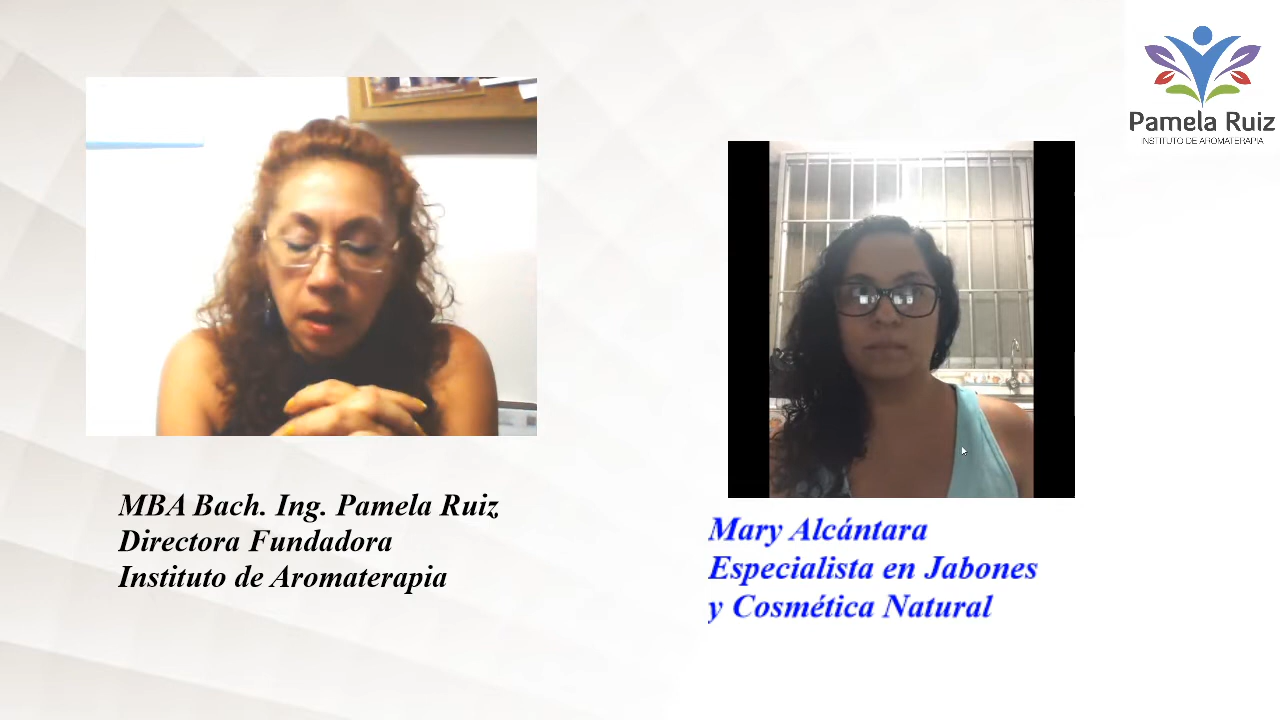 Pamela Ruiz
INSTITUTO DE AROMATERAPIA
MBA Bach. Ing. Pamela Ruiz
Directora Fundadora
Instituto de Aromaterapia
Mary Alcántara
Especialista en Jabones
y Cosmética Natural